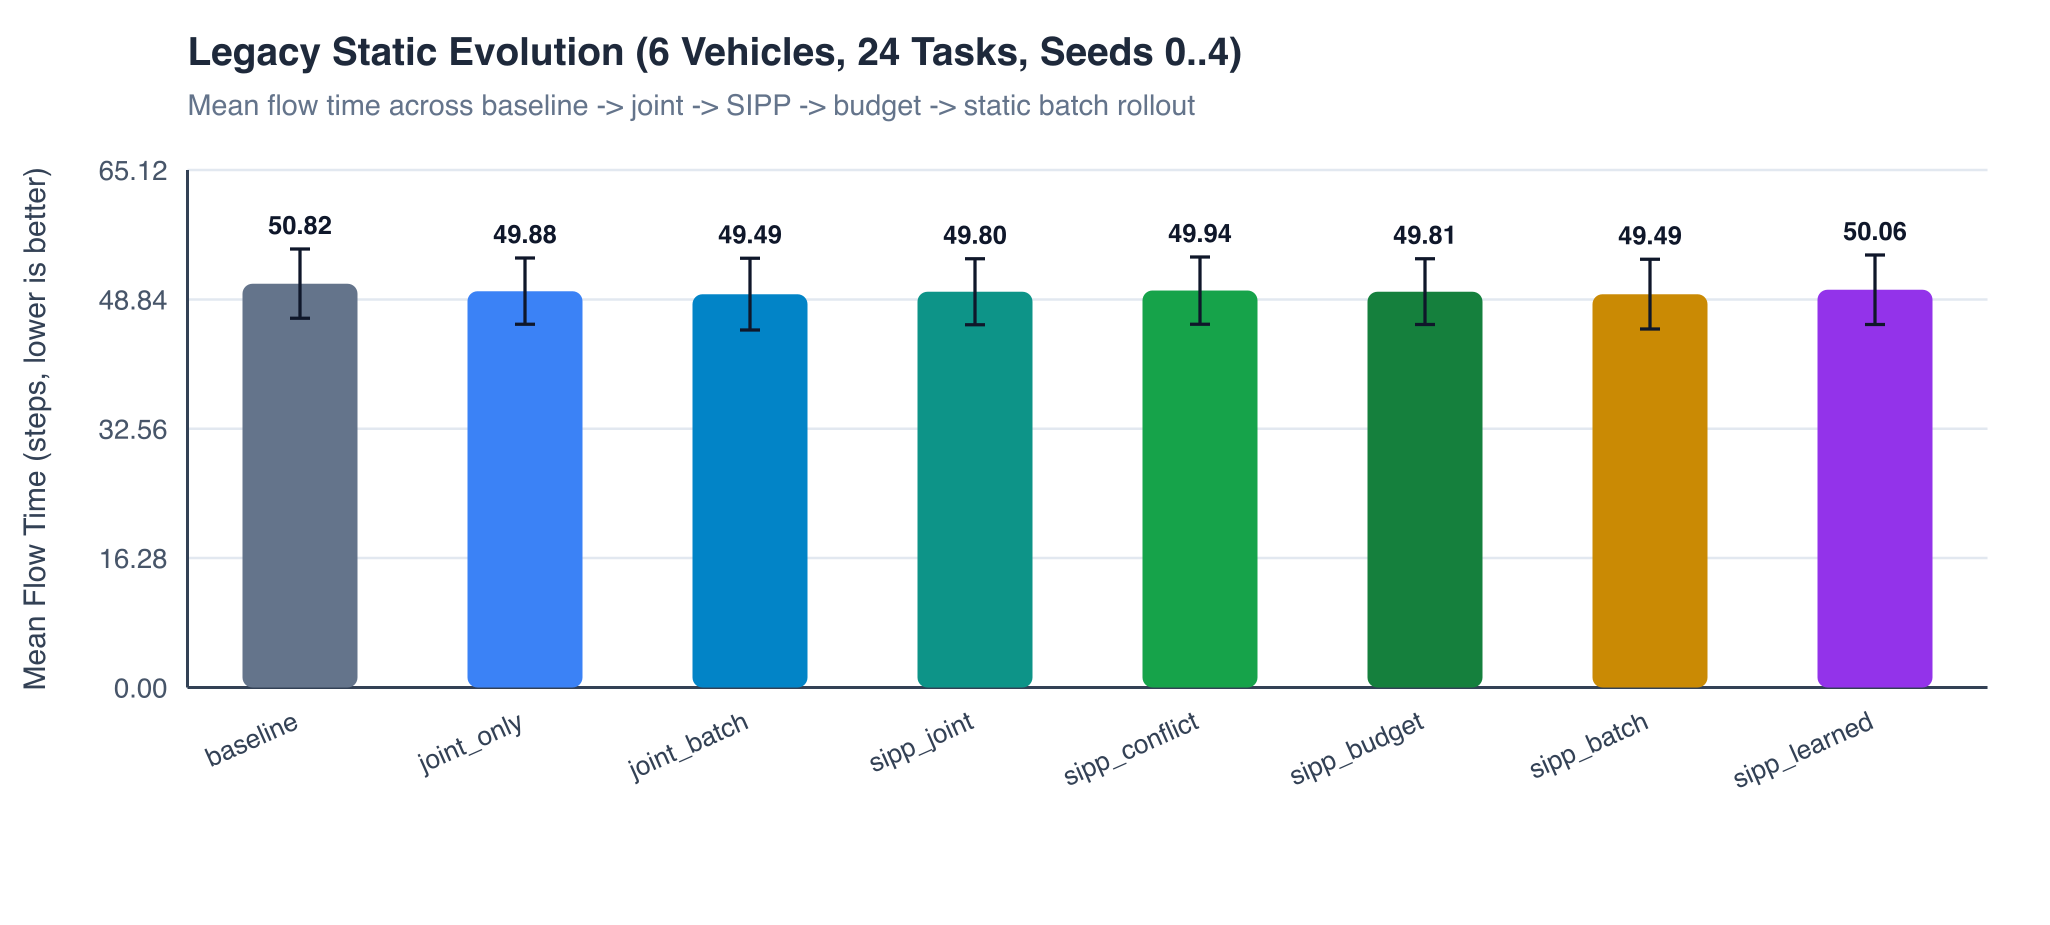 Legacy Static Evolution (6 Vehicles, 24 Tasks, Seeds 0..4)
Mean flow time across baseline -> joint -> SIPP -> budget -> static batch rollout
Mean Flow Time (steps, lower is better)
65.12
48.84
32.56
16.28
0.00
50.82
49.88
49.49
49.80
49.94
49.81
49.49
50.06
baseline
joint_only
joint_batch
sipp_joint
sipp_conflict
sipp_budget
sipp_batch
sipp_learned